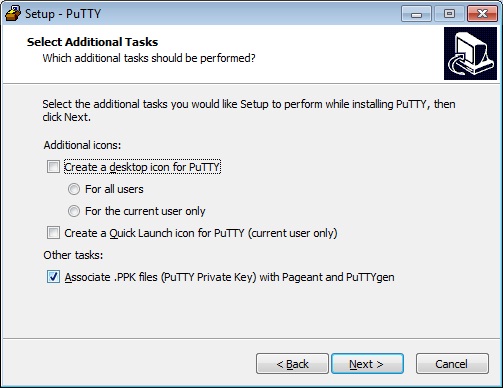 Setup - PuTTY
Select Additional Tasks
Which additional tasks should be performed?
Select the additional tasks you would like Setup to perform while installing PuTTY, then
click Next.
Additional icons:
Create a desktop icon for PuTTY
For all users
For the current user only
Create a Quick Launch icon for PuTTY (current user only)
Other tasks:
Associate .PPK files (PuTTY Private Key) with Pageant and PuTTYgen
< Back
Next >
Cancel